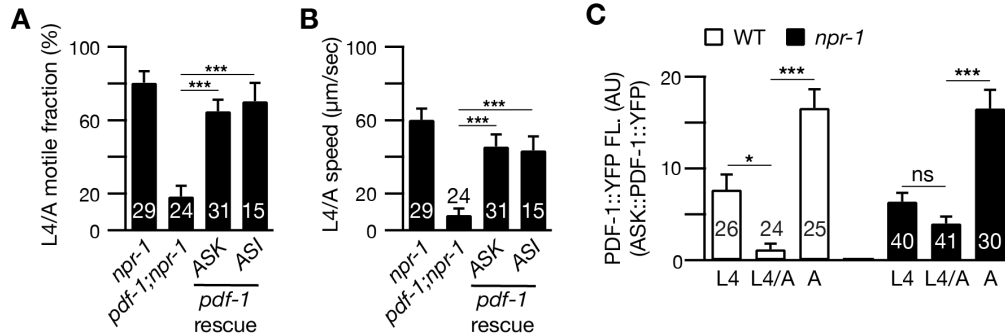 A
L4/A motile fraction (%)
100
60
20
0
29
24
31
15
***
***
npr-1
pdf-1;npr-1
ASK
ASI
pdf-1
rescue
B
L4/A speed (µm/sec)
100
60
20
0
29
24
31
15
***
***
npr-1
pdf-1;npr-1
ASK
ASI
pdf-1
rescue
C
WT
npr-1
PDF-1::YFP FL. (AU)
(ASK::PDF-1::YFP)
20
10
0
*
***
ns
***
26
24
25
40
41
30
L4 L4/A A L4 L4/A A